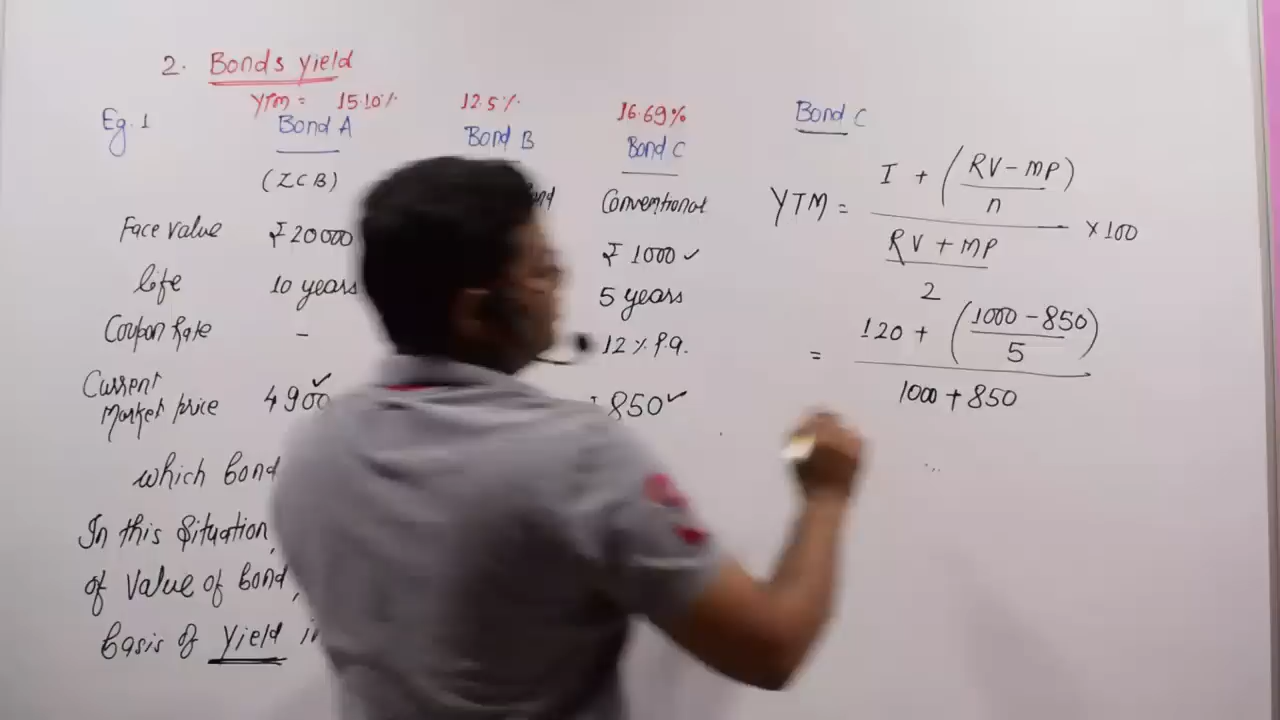 2. Bonds yield
YTM = 15.10% 12.5% 16.69%
Eg. 1 Bond A Bond B Bond C
(ZCB) Conventional
Face value ₹20000 ₹ 1000 ✓
life 10 years 5 years
Coupon Rate - 12% p.a.
Current
Market price 4900 ✓ 850 ✓
which bond
In this situation,
of value of bond,
basis of yield
Bond C
YTM = I + (RV - MP)
n
RV + MP × 100
2
= 120 + (1000 - 850)
5
1000 + 850